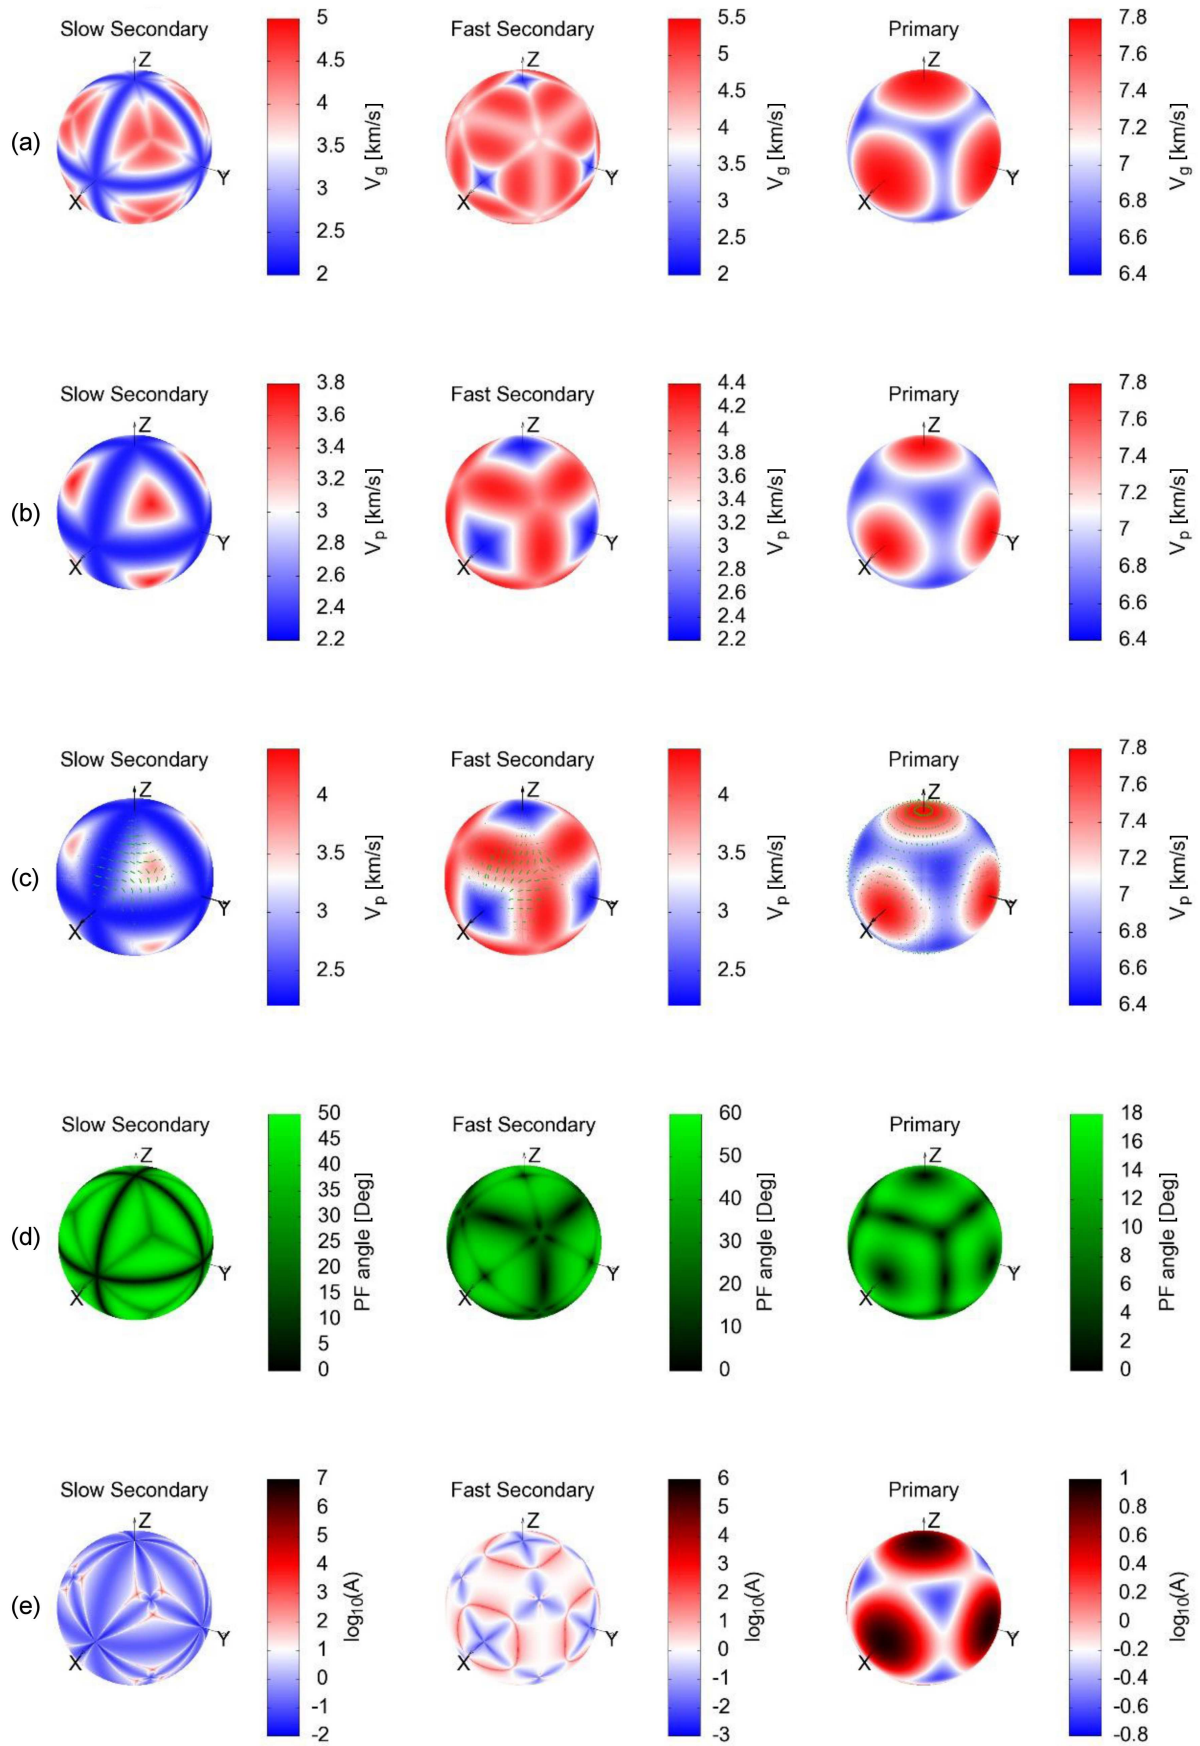 (a)
Slow Secondary
Z
X
Y
5
4.5
4
3.5
3
2.5
2
Vg [km/s]
Fast Secondary
Z
X
Y
5.5
5
4.5
4
3.5
3
2.5
2
Vg [km/s]
Primary
Z
X
Y
7.8
7.6
7.4
7.2
7
6.8
6.6
6.4
Vg [km/s]
(b)
Slow Secondary
Z
X
Y
3.8
3.6
3.4
3.2
3
2.8
2.6
2.4
2.2
Vp [km/s]
Fast Secondary
Z
X
Y
4.4
4.2
4
3.8
3.6
3.4
3.2
3
2.8
2.6
2.4
2.2
Vp [km/s]
Primary
Z
X
Y
7.8
7.6
7.4
7.2
7
6.8
6.6
6.4
Vp [km/s]
(c)
Slow Secondary
Z
X
Y
4
3.5
3
2.5
Vp [km/s]
Fast Secondary
Z
X
Y
4
3.5
3
2.5
Vp [km/s]
Primary
Z
X
Y
7.8
7.6
7.4
7.2
7
6.8
6.6
6.4
Vp [km/s]
(d)
Slow Secondary
Z
X
Y
50
45
40
35
30
25
20
15
10
5
0
PF angle [Deg]
Fast Secondary
Z
X
Y
60
50
40
30
20
10
0
PF angle [Deg]
Primary
Z
X
Y
18
16
14
12
10
8
6
4
2
0
PF angle [Deg]
(e)
Slow Secondary
Z
X
Y
7
6
5
4
3
2
1
0
-1
-2
log10(A)
Fast Secondary
Z
X
Y
6
5
4
3
2
1
0
-1
-2
-3
log10(A)
Primary
Z
X
Y
1
0.8
0.6
0.4
0.2
0
-0.2
-0.4
-0.6
-0.8
log10(A)